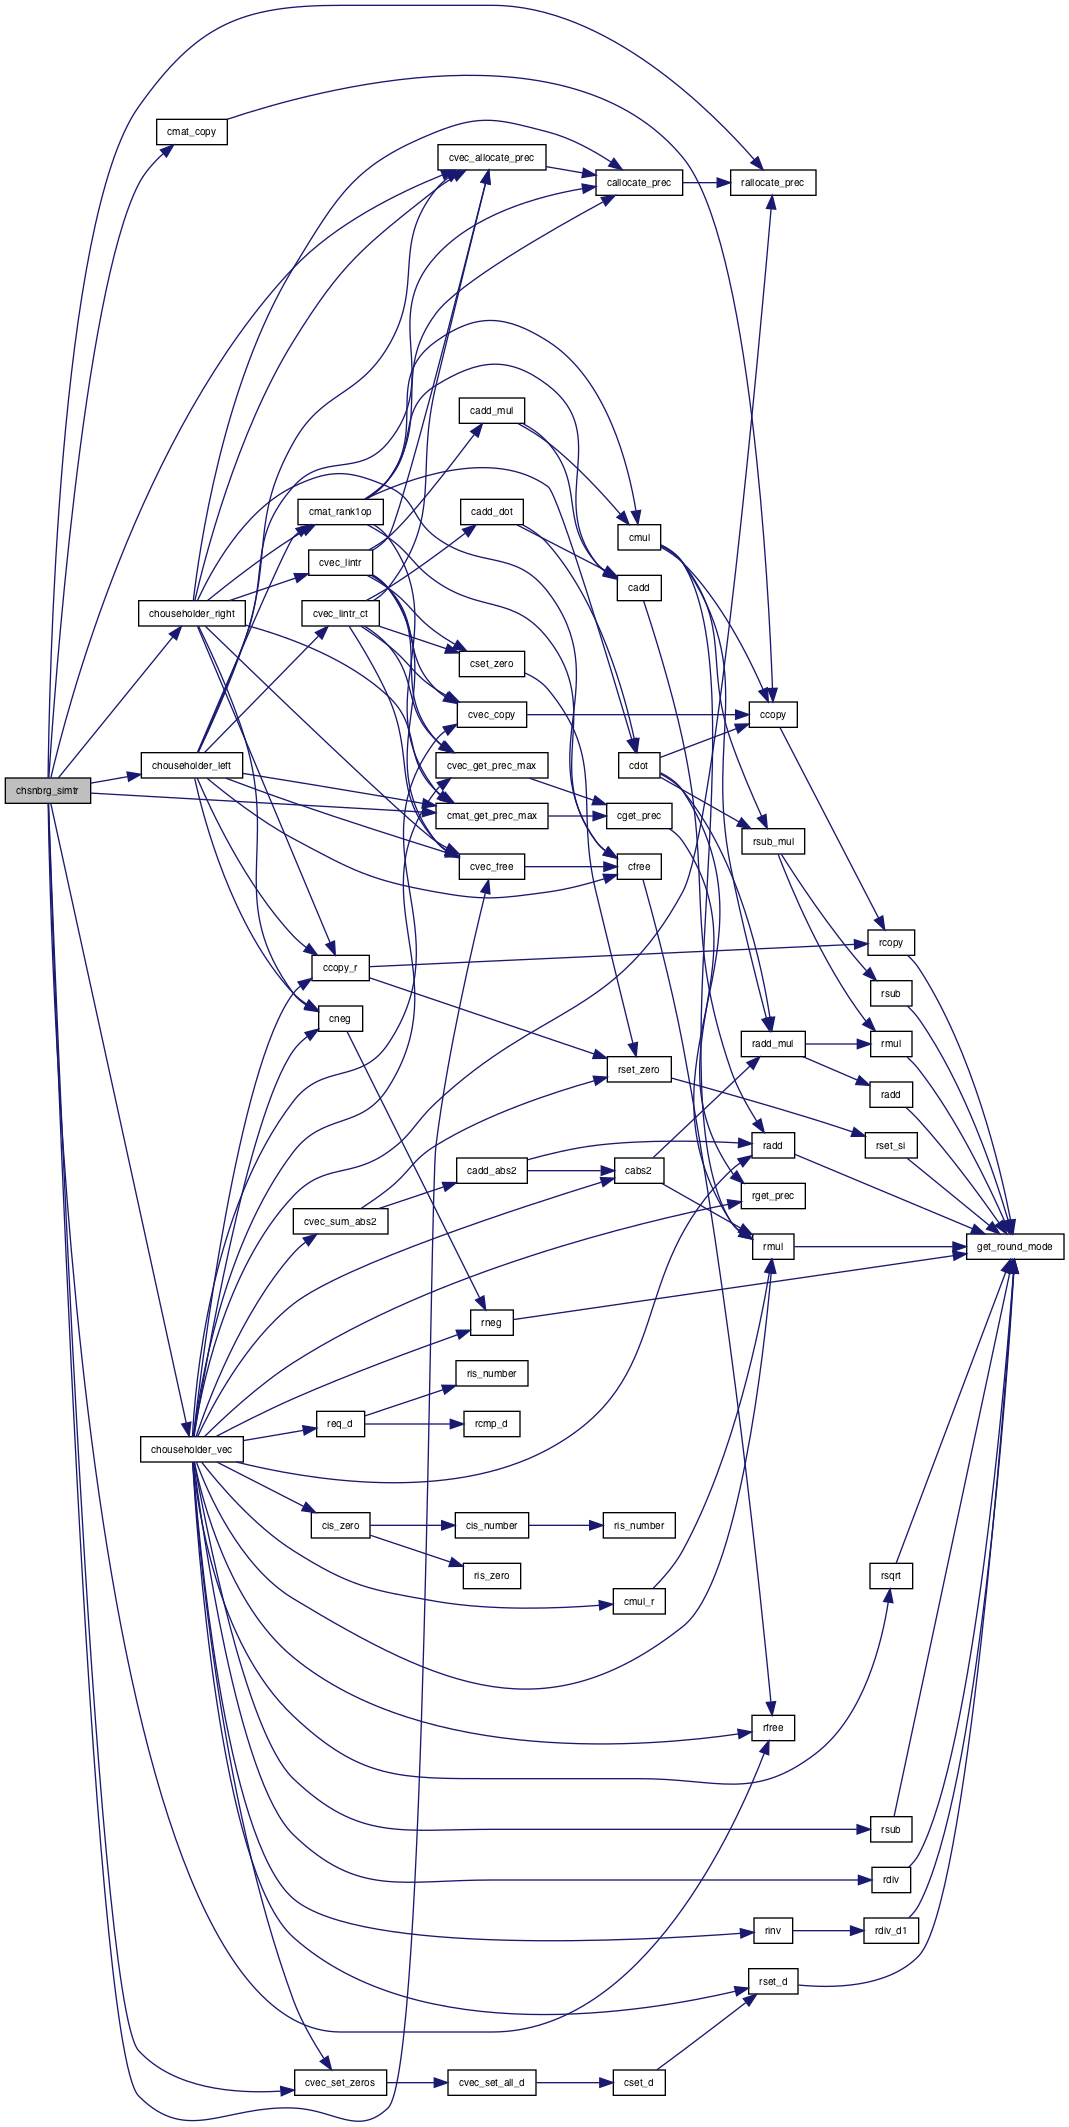 cmat_copy
cvec_allocate_prec
callocate_prec
rallocate_prec
cadd_mul
cmat_rank1op
cadd_dot
cmul
cvec_lintr
cadd
chouseholder_right
cvec_lintr_ct
cset_zero
cvec_copy
ccopy
chouseholder_left
cvec_get_prec_max
cdot
chsnbrg_simtr
cmat_get_prec_max
cget_prec
rsub_mul
cvec_free
cfree
rcopy
ccopy_r
rsub
cneg
radd_mul
rmul
rset_zero
radd
radd
rset_si
cadd_abs2
cabs2
rget_prec
cvec_sum_abs2
rmul
get_round_mode
rneg
ris_number
req_d
rcmp_d
chouseholder_vec
cis_zero
cis_number
ris_number
ris_zero
rsqrt
cmul_r
rfree
rsub
rdiv
rinv
rdiv_d1
rset_d
cvec_set_zeros
cvec_set_all_d
cset_d